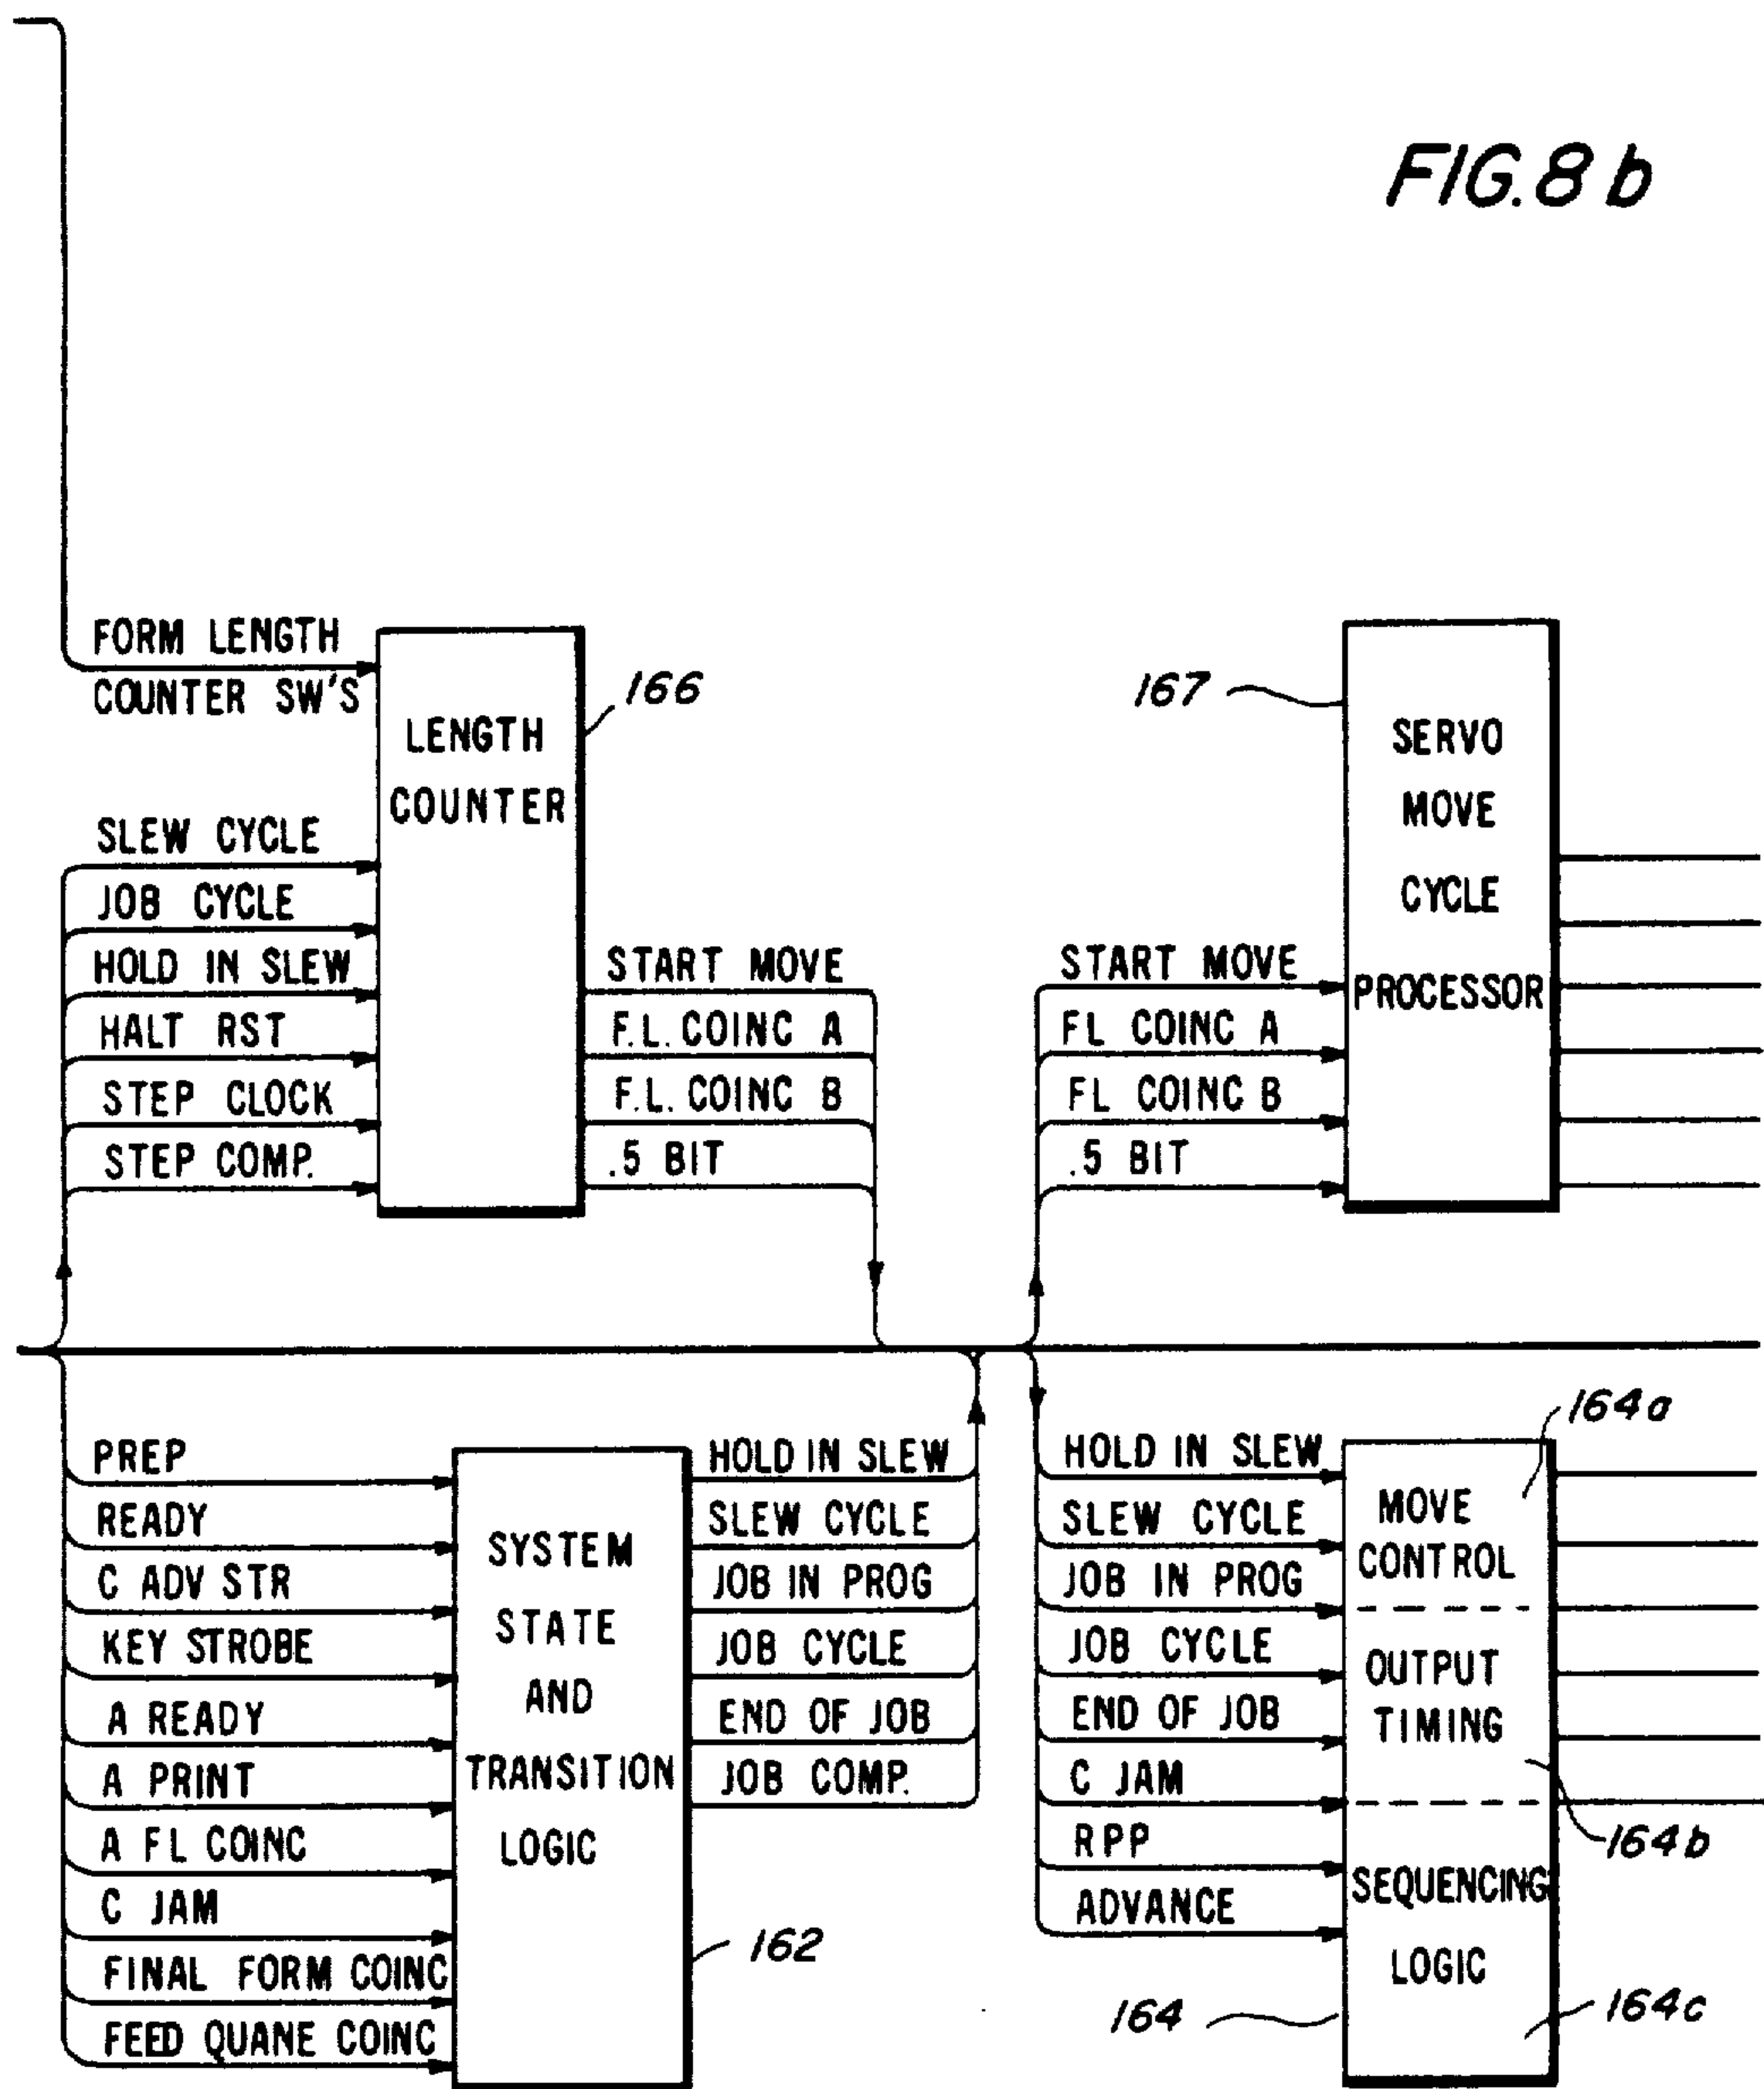 FIG.8 b
FORM LENGTH
COUNTER SW'S
LENGTH
COUNTER
166
SLEW CYCLE
JOB CYCLE
HOLD IN SLEW
HALT RST
STEP CLOCK
STEP COMP.
START MOVE
F.L. COINC A
F.L. COINC B
.5 BIT
167
SERVO
MOVE
CYCLE
PROCESSOR
START MOVE
FL COINC A
FL COINC B
.5 BIT
PREP
READY
C ADV STR
KEY STROBE
A READY
A PRINT
A FL COINC
C JAM
FINAL FORM COINC
FEED QUANE COINC
SYSTEM
STATE
AND
TRANSITION
LOGIC
162
HOLD IN SLEW
SLEW CYCLE
JOB IN PROG
JOB CYCLE
END OF JOB
JOB COMP.
HOLD IN SLEW
SLEW CYCLE
JOB IN PROG
JOB CYCLE
END OF JOB
C JAM
RPP
ADVANCE
164a
MOVE
CONTROL
OUTPUT
TIMING
164b
SEQUENCING
LOGIC
164
164c